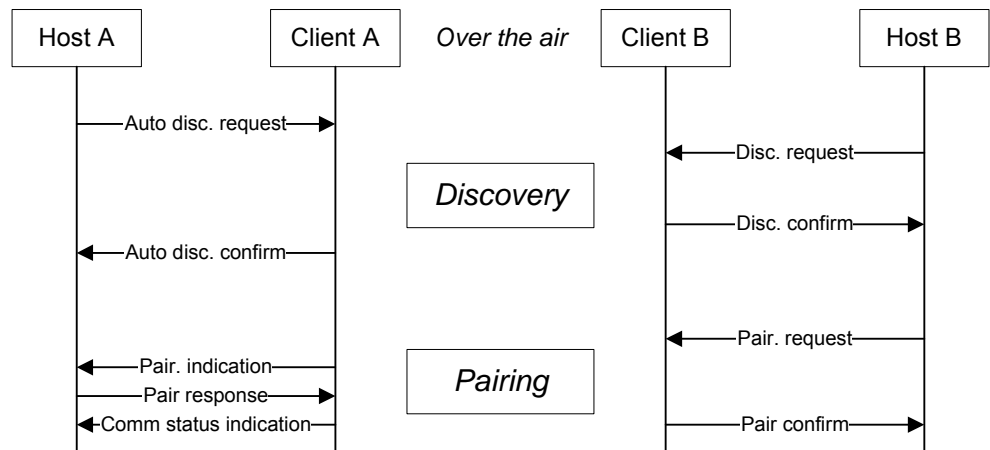 Host A
Client A
Over the air
Client B
Host B
Auto disc. request
Disc. request
Discovery
Disc. confirm
Auto disc. confirm
Pair. request
Pair. indication
Pairing
Pair response
Comm status indication
Pair confirm